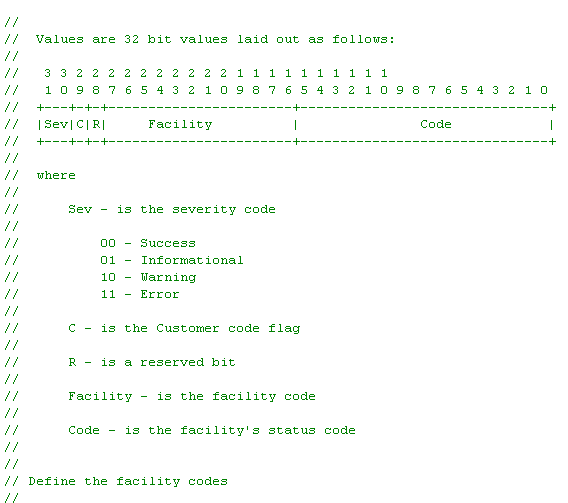 //
//  Values are 32 bit values laid out as follows:
//
//   3 3 2 2 2 2 2 2 2 2 2 2 1 1 1 1 1 1 1 1 1 1
//   1 0 9 8 7 6 5 4 3 2 1 0 9 8 7 6 5 4 3 2 1 0 9 8 7 6 5 4 3 2 1 0
//  +---+-+-+-----------------------+-------------------------------+
//  |Sev|C|R|     Facility          |               Code            |
//  +---+-+-+-----------------------+-------------------------------+
//
//  where
//
//      Sev - is the severity code
//
//          00 - Success
//          01 - Informational
//          10 - Warning
//          11 - Error
//
//      C - is the Customer code flag
//
//      R - is a reserved bit
//
//      Facility - is the facility code
//
//      Code - is the facility's status code
//
//
// Define the facility codes
//